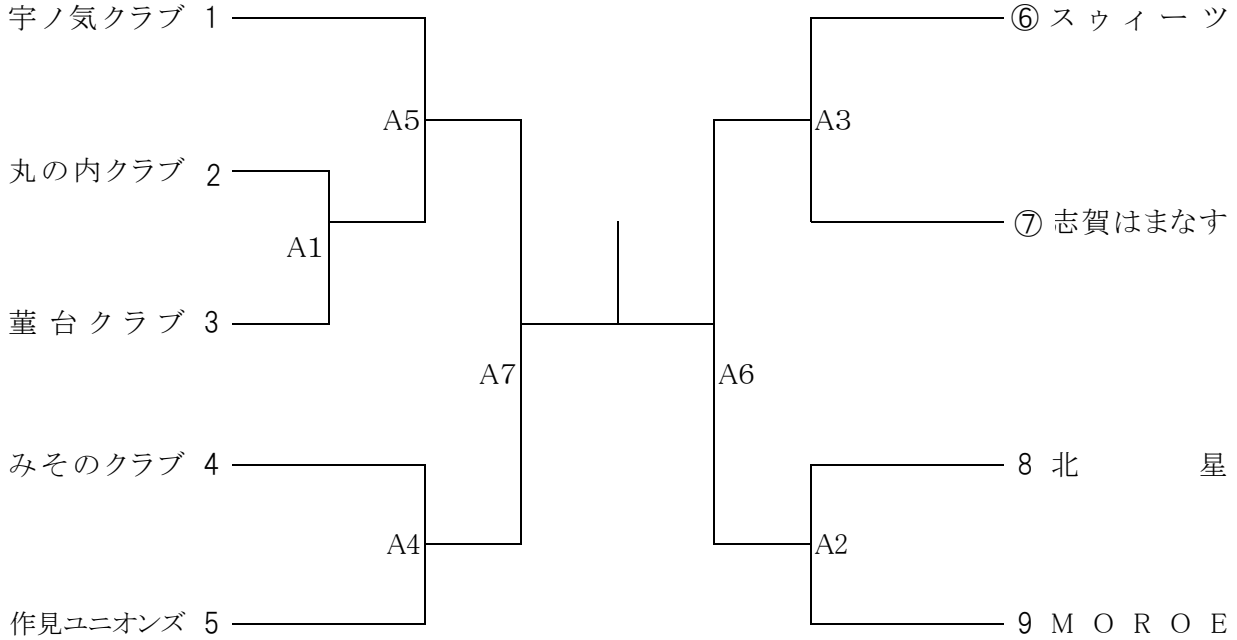 宇ノ気クラブ 1
⑥ スウィーツ
A5
A3
丸の内クラブ 2
⑦ 志賀はまなす
A1
菫台クラブ 3
A7
A6
みそのクラブ 4
8 北星
A4
A2
作見ユニオンズ 5
9 MOROE